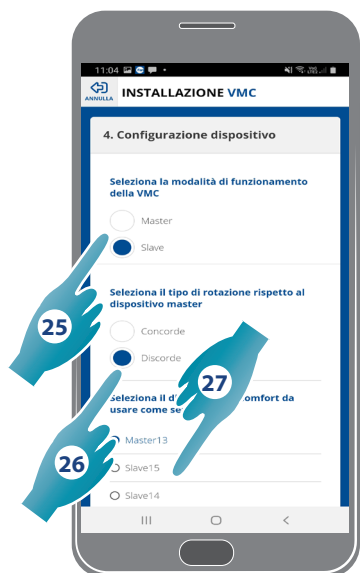 11:04
ANNULLA
INSTALLAZIONE VMC
4. Configurazione dispositivo
Seleziona la modalità di funzionamento
della VMC
Master
Slave
Seleziona il tipo di rotazione rispetto al
dispositivo master
25
Concorde
Discorde
27
Seleziona il di omfort da
usare come se
26
Master13
Slave15
Slave14